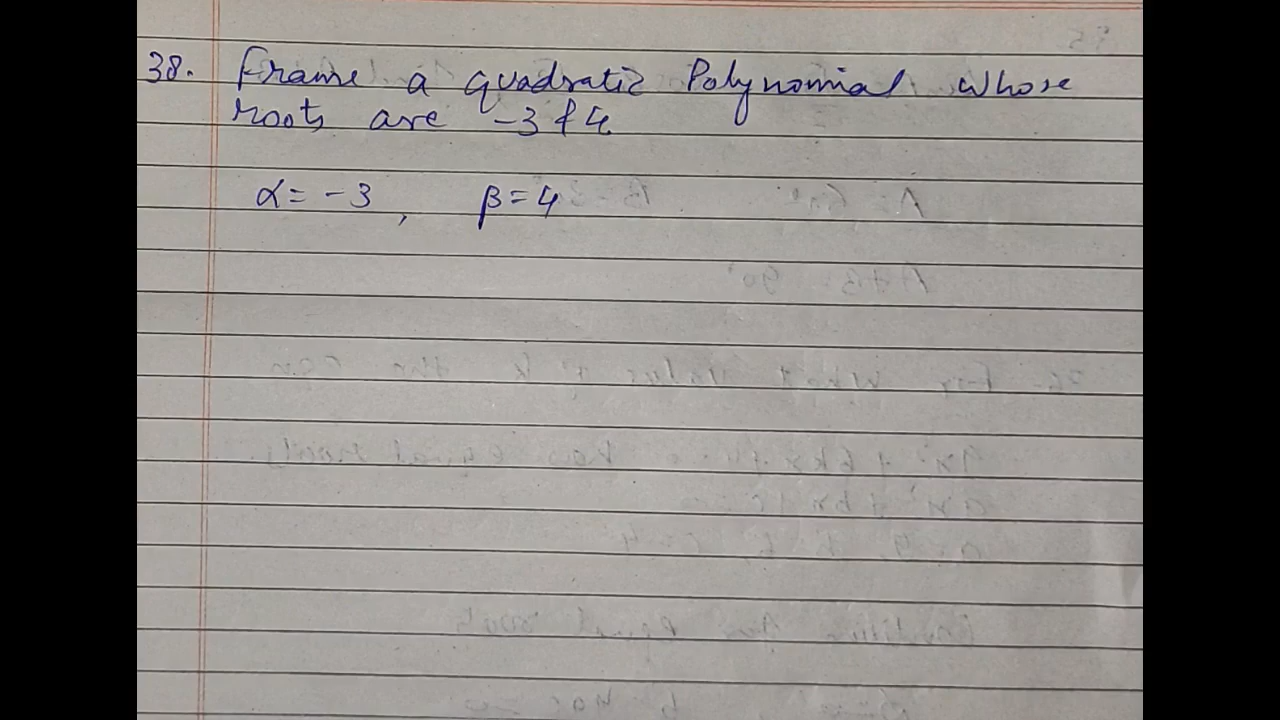 38. Frame a quadratic Polynomial whose
roots are -3 & 4
α = -3 , β = 4